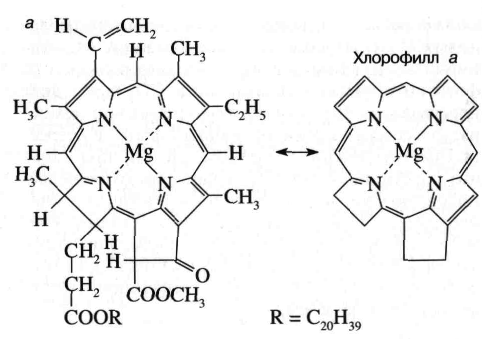 a
H CH₂
C
H
CH₃
Хлорофилл a
H₃C
N N
C₂H₅
N N
H
Mg
H
Mg
H₃C
N N
N N
CH₃
H
H
CH₂
H
O
CH₂
COOCH₃
COOR
R = C₂₀H₃₉